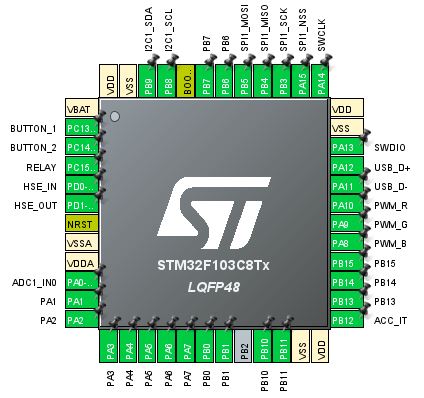 I2C1_SDA
I2C1_SCL
PB7
PB6
SPI1_MOSI
SPI1_MISO
SPI1_SCK
SPI1_NSS
SWCLK
VDD
VSS
PB9
PB8
BOO..
PB7
PB6
PB5
PB4
PB3
PA15
PA14
VBAT
BUTTON_1 PC13..
BUTTON_2 PC14..
RELAY PC15..
HSE_IN PD0-..
HSE_OUT PD1-..
NRST
VSSA
VDDA
ADC1_IN0 PA0-..
PA1 PA1
PA2 PA2
ST
STM32F103C8Tx
LQFP48
VDD
VSS
PA13 SWDIO
PA12 USB_D+
PA11 USB_D-
PA10 PWM_R
PA9 PWM_G
PA8 PWM_B
PB15 PB15
PB14 PB14
PB13 PB13
PB12 ACC_IT
PA3
PA4
PA5
PA6
PA7
PB0
PB1
PB2
PB10
PB11
VSS
VDD
PA3
PA4
PA5
PA6
PA7
PB0
PB1
PB10
PB11